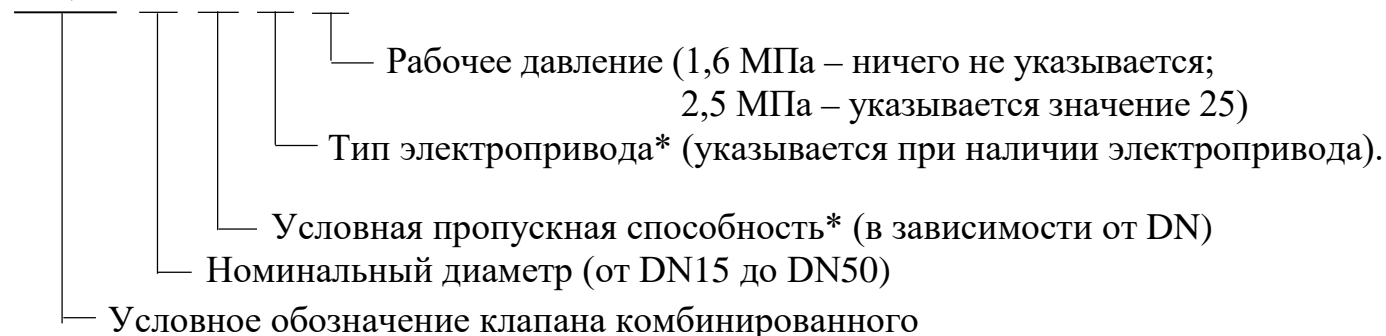 Рабочее давление (1,6 МПа – ничего не указывается;
2,5 МПа – указывается значение 25)
Тип электропривода* (указывается при наличии электропривода).
Условная пропускная способность* (в зависимости от DN)
Номинальный диаметр (от DN15 до DN50)
Условное обозначение клапана комбинированного